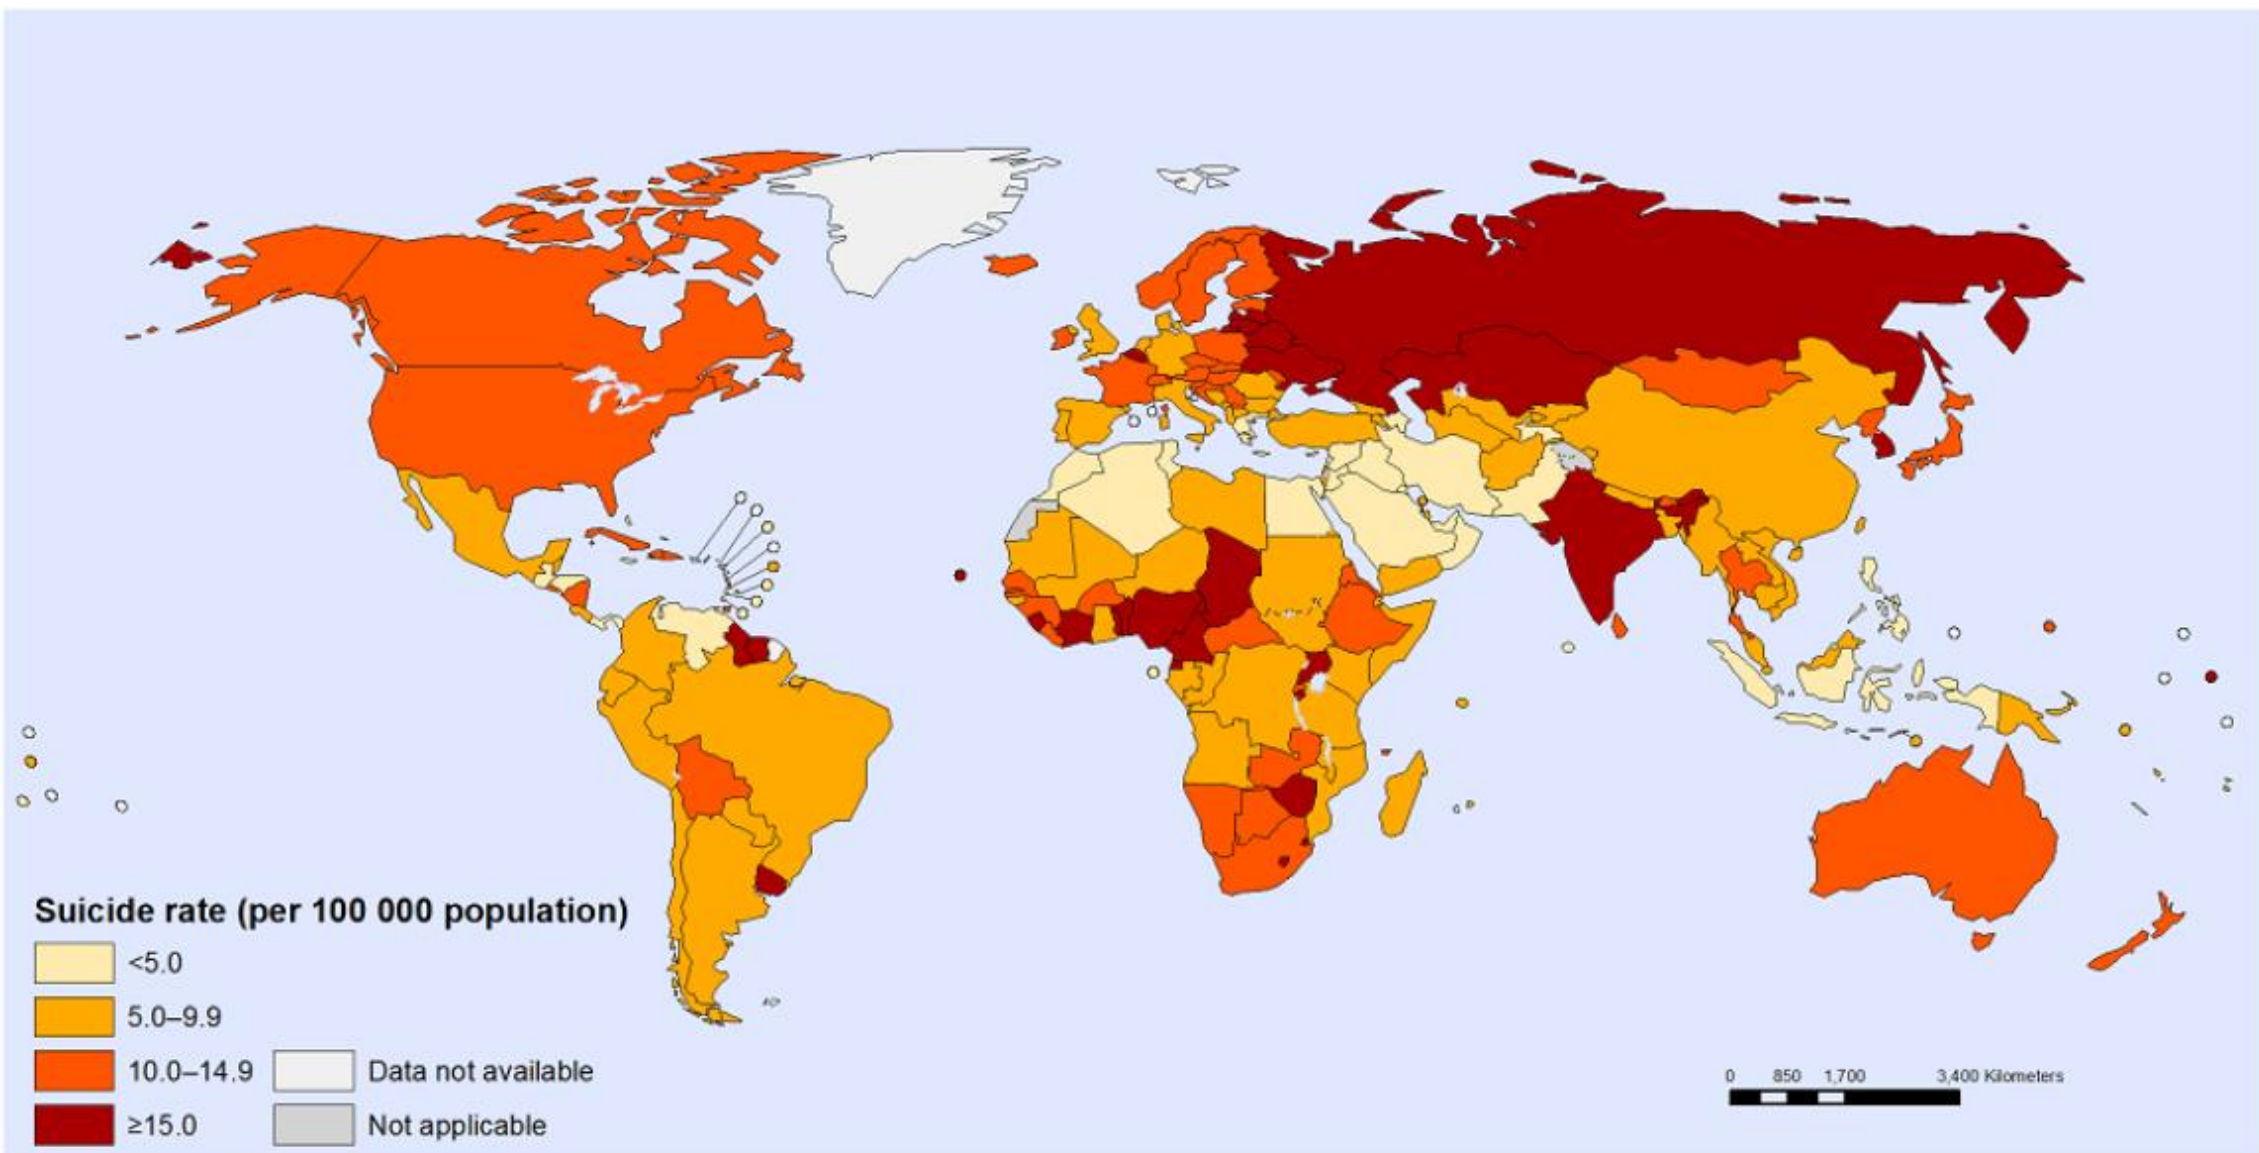 Suicide rate (per 100 000 population)
<5.0
5.0–9.9
10.0–14.9
≥15.0
Data not available
Not applicable
0 850 1,700 3,400 Kilometers